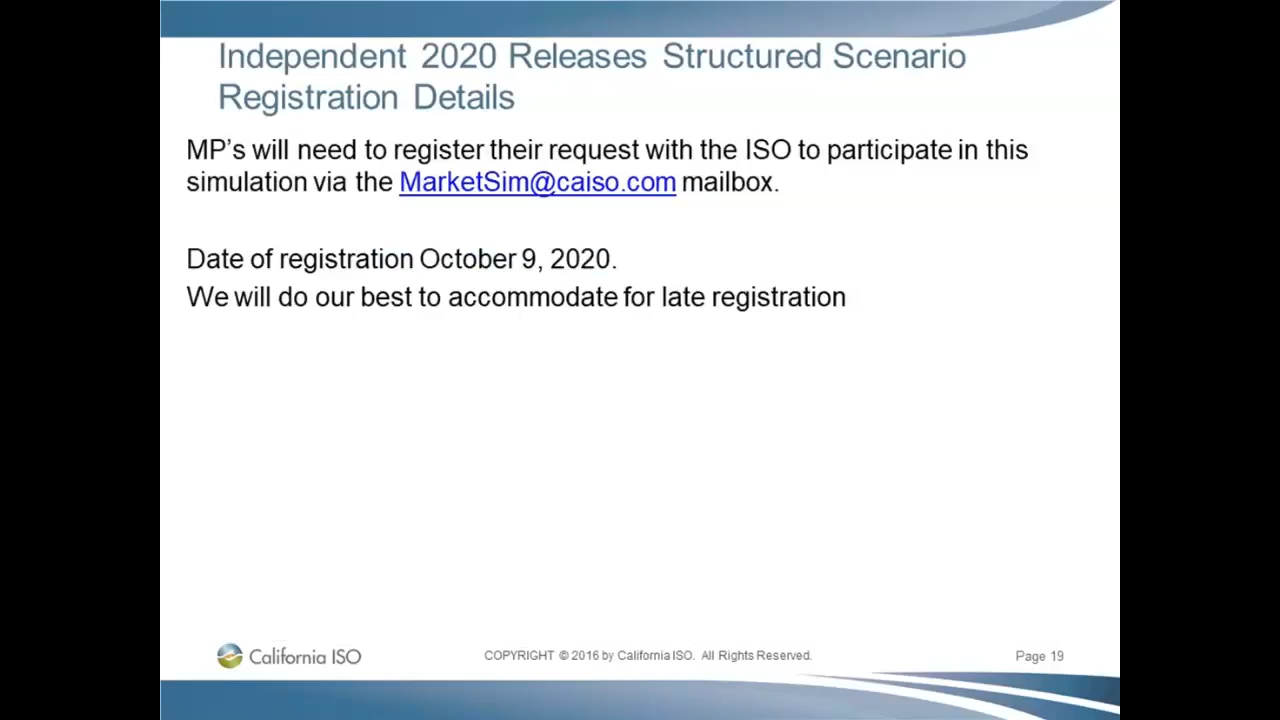 Independent 2020 Releases Structured Scenario
Registration Details
MP's will need to register their request with the ISO to participate in this
simulation via the MarketSim@caiso.com mailbox.
Date of registration October 9, 2020.
We will do our best to accommodate for late registration
California ISO
COPYRIGHT © 2016 by California ISO. All Rights Reserved.
Page 19